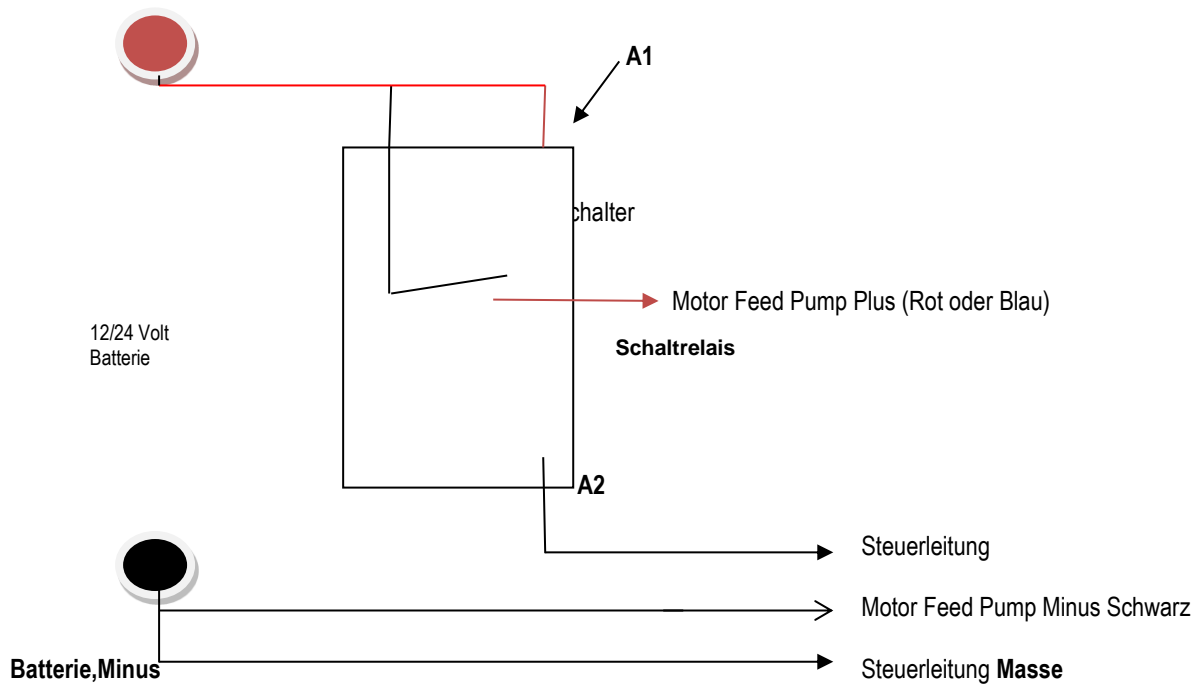 A1
chalter
Motor Feed Pump Plus (Rot oder Blau)
12/24 Volt
Batterie
Schaltrelais
A2
Steuerleitung
Motor Feed Pump Minus Schwarz
Batterie,Minus
Steuerleitung Masse